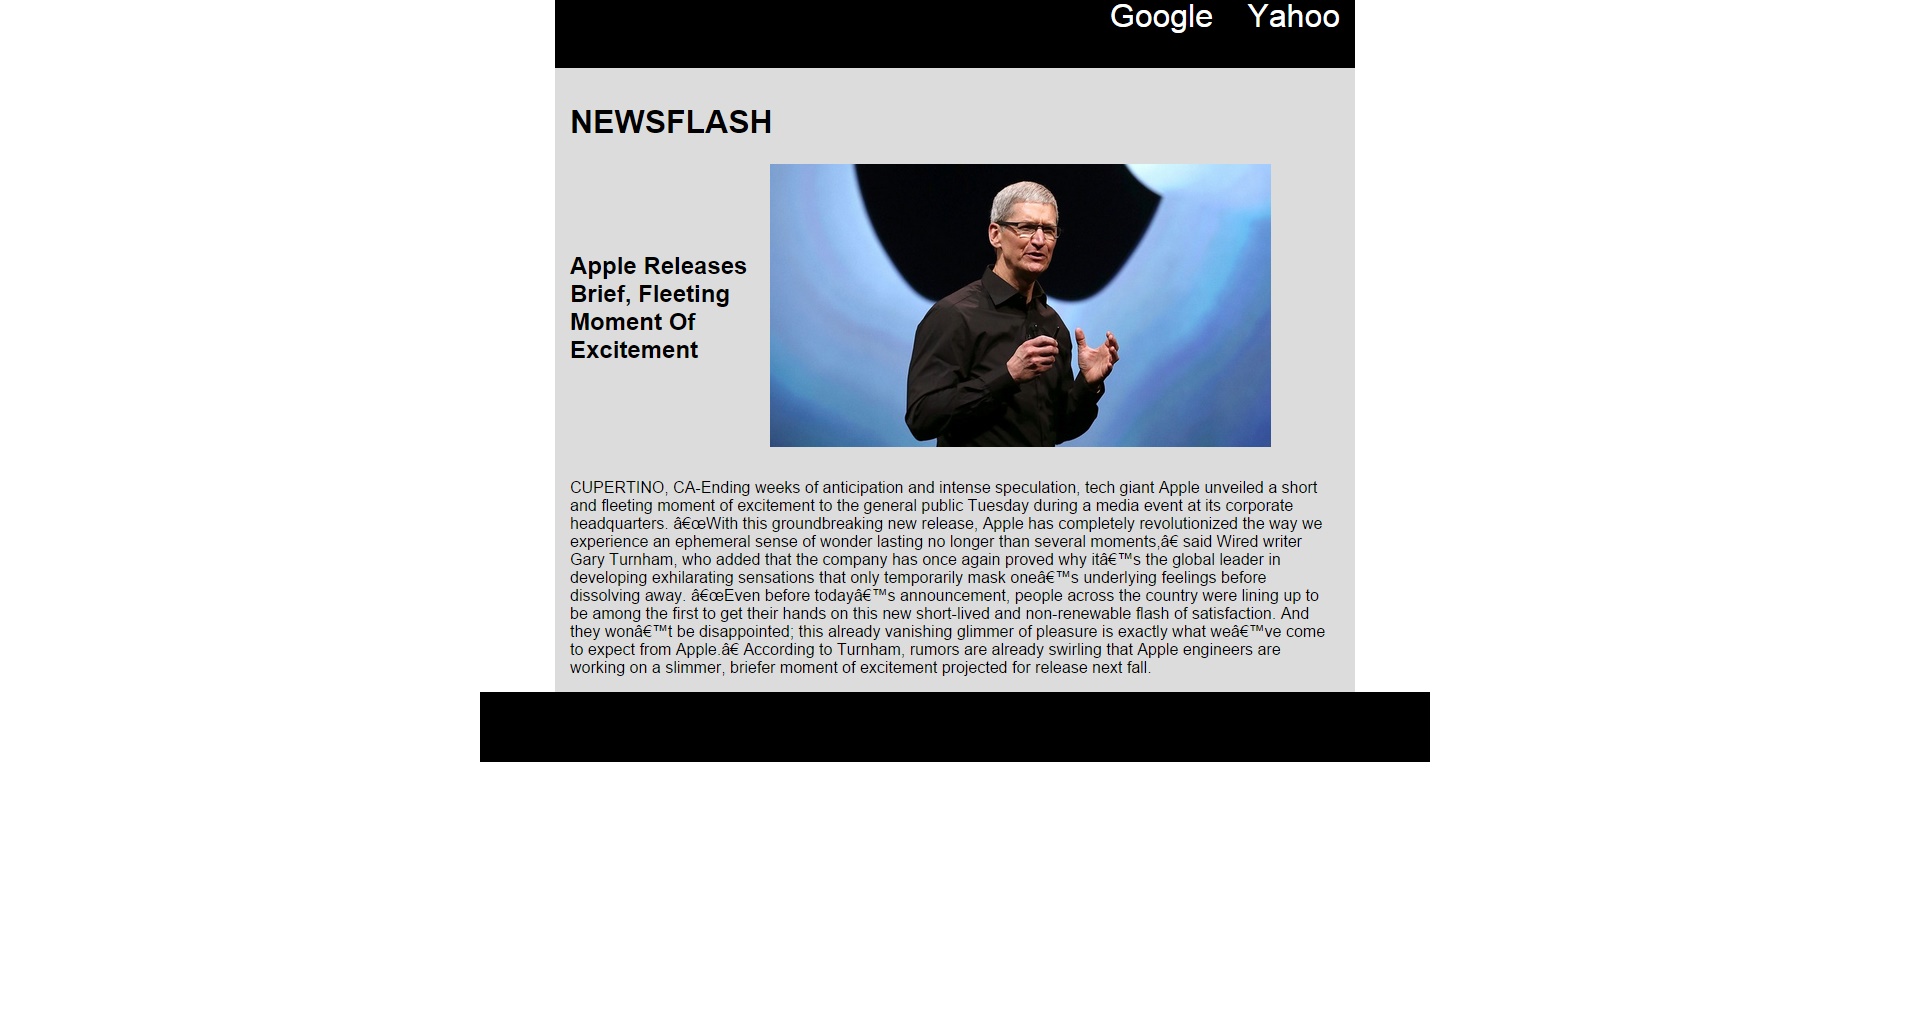 Google Yahoo
NEWSFLASH
Apple Releases
Brief, Fleeting
Moment Of
Excitement
CUPERTINO, CA-Ending weeks of anticipation and intense speculation, tech giant Apple unveiled a short
and fleeting moment of excitement to the general public Tuesday during a media event at its corporate
headquarters. â€œWith this groundbreaking new release, Apple has completely revolutionized the way we
experience an ephemeral sense of wonder lasting no longer than several moments,â€ said Wired writer
Gary Turnham, who added that the company has once again proved why itâ€™s the global leader in
developing exhilarating sensations that only temporarily mask oneâ€™s underlying feelings before
dissolving away. â€œEven before todayâ€™s announcement, people across the country were lining up to
be among the first to get their hands on this new short-lived and non-renewable flash of satisfaction. And
they wonâ€™t be disappointed; this already vanishing glimmer of pleasure is exactly what weâ€™ve come
to expect from Apple.â€ According to Turnham, rumors are already swirling that Apple engineers are
working on a slimmer, briefer moment of excitement projected for release next fall.